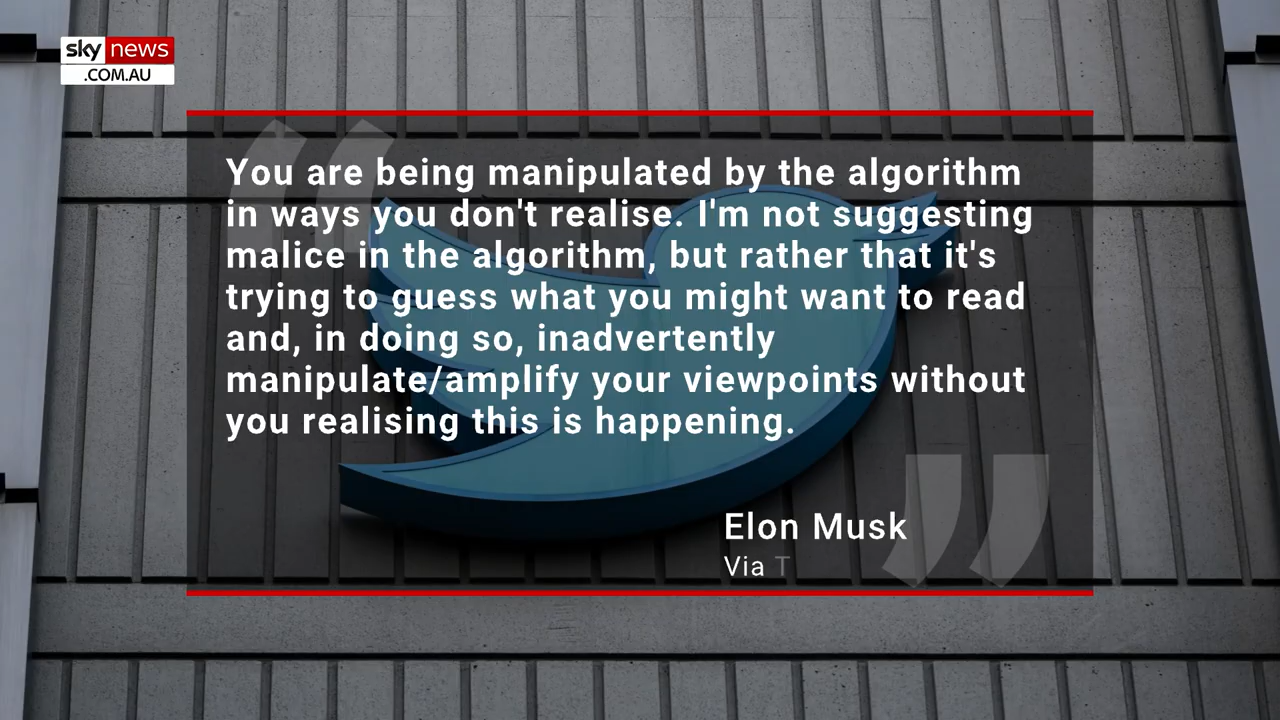 sky news
.COM.AU
You are being manipulated by the algorithm
in ways you don't realise. I'm not suggesting
malice in the algorithm, but rather that it's
trying to guess what you might want to read
and, in doing so, inadvertently
manipulate/amplify your viewpoints without
you realising this is happening.
Elon Musk
Via T